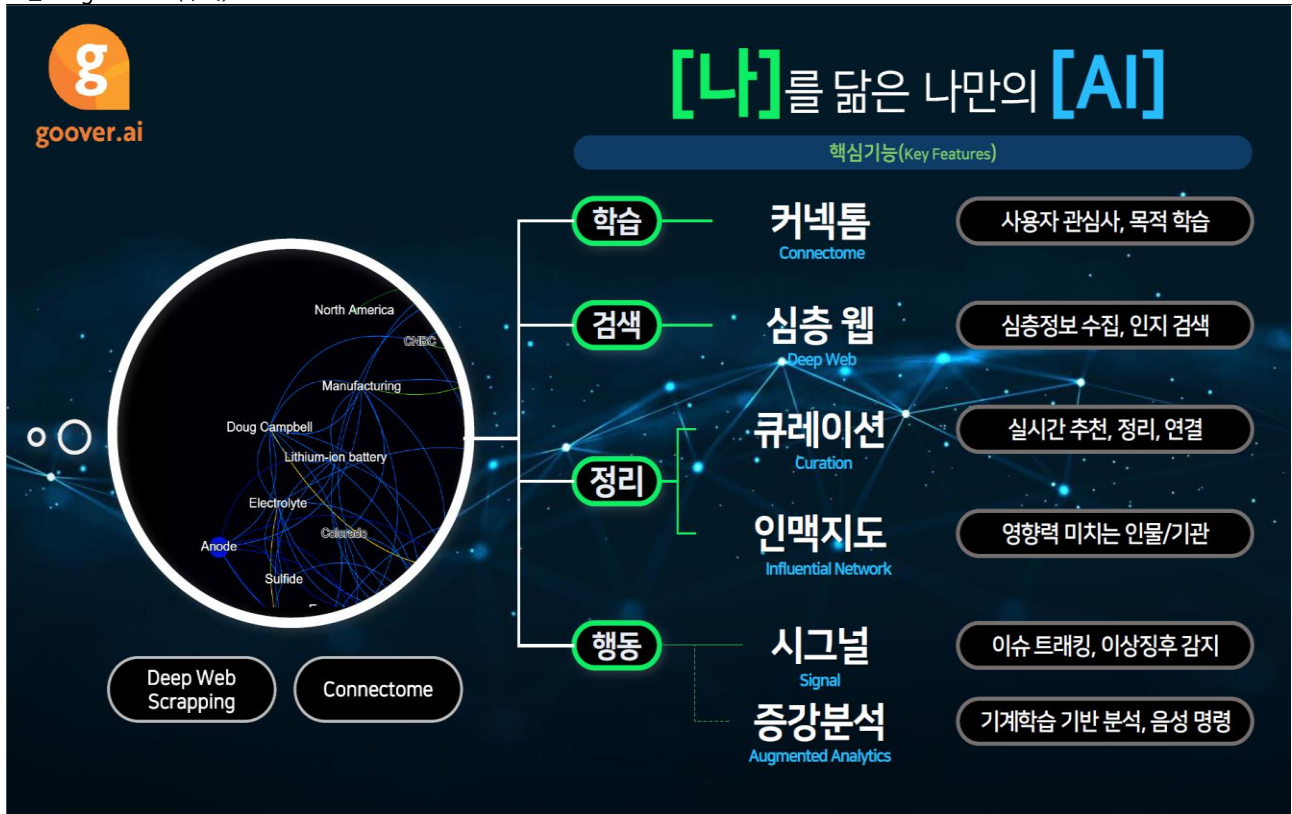 g
goover.ai
[나]를 닮은 나만의 [AI]
핵심기능(Key Features)
학습
커넥톰
Connectome
사용자 관심사, 목적 학습
검색
심층 웹
Deep Web
심층정보 수집, 인지 검색
정리
큐레이션
Curation
실시간 추천, 정리, 연결
인맥지도
Influential Network
영향력 미치는 인물/기관
행동
시그널
Signal
이슈 트래킹, 이상징후 감지
증강분석
Augmented Analytics
기계학습 기반 분석, 음성 명령
North America
CNBC
Manufacturing
Doug Campbell
Lithium-ion battery
Electrolyte
Colorado
Anode
Sulfide
Deep Web
Scrapping
Connectome